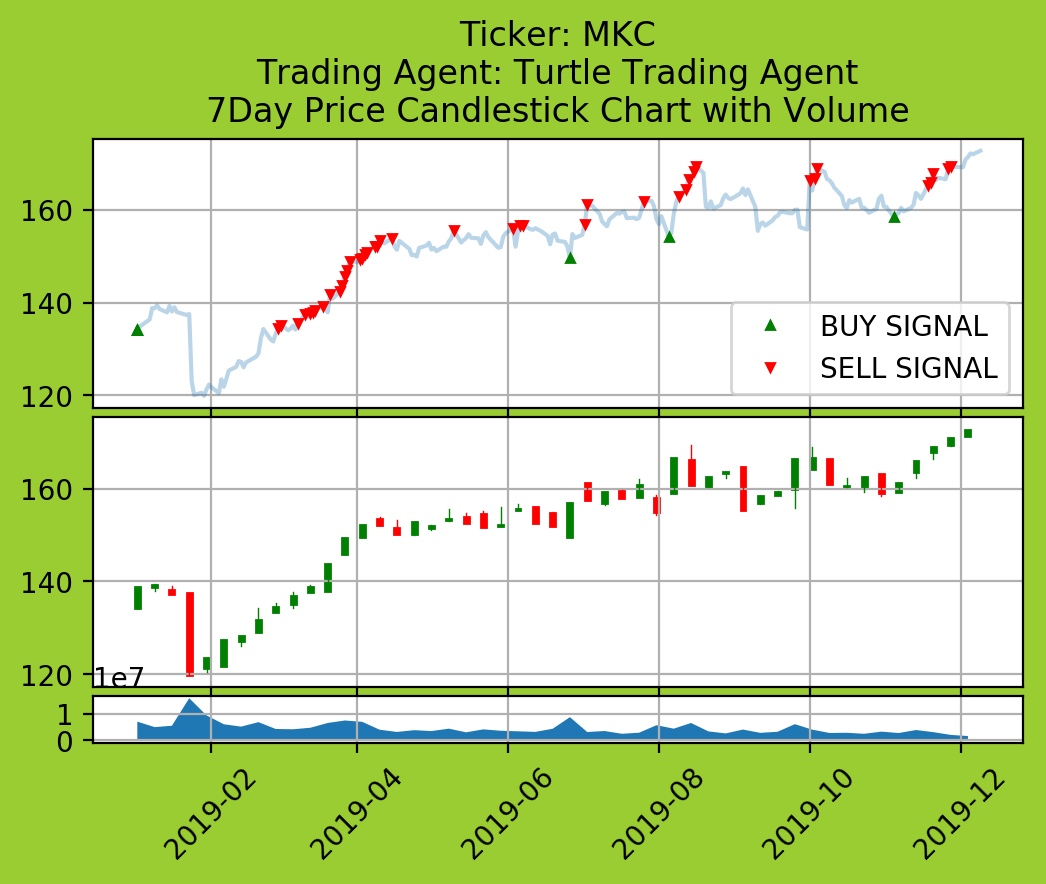 Ticker: MKC
Trading Agent: Turtle Trading Agent
7Day Price Candlestick Chart with Volume
160
140
120
BUY SIGNAL
SELL SIGNAL
160
140
120
1e7
1
0
2019-02
2019-04
2019-06
2019-08
2019-10
2019-12